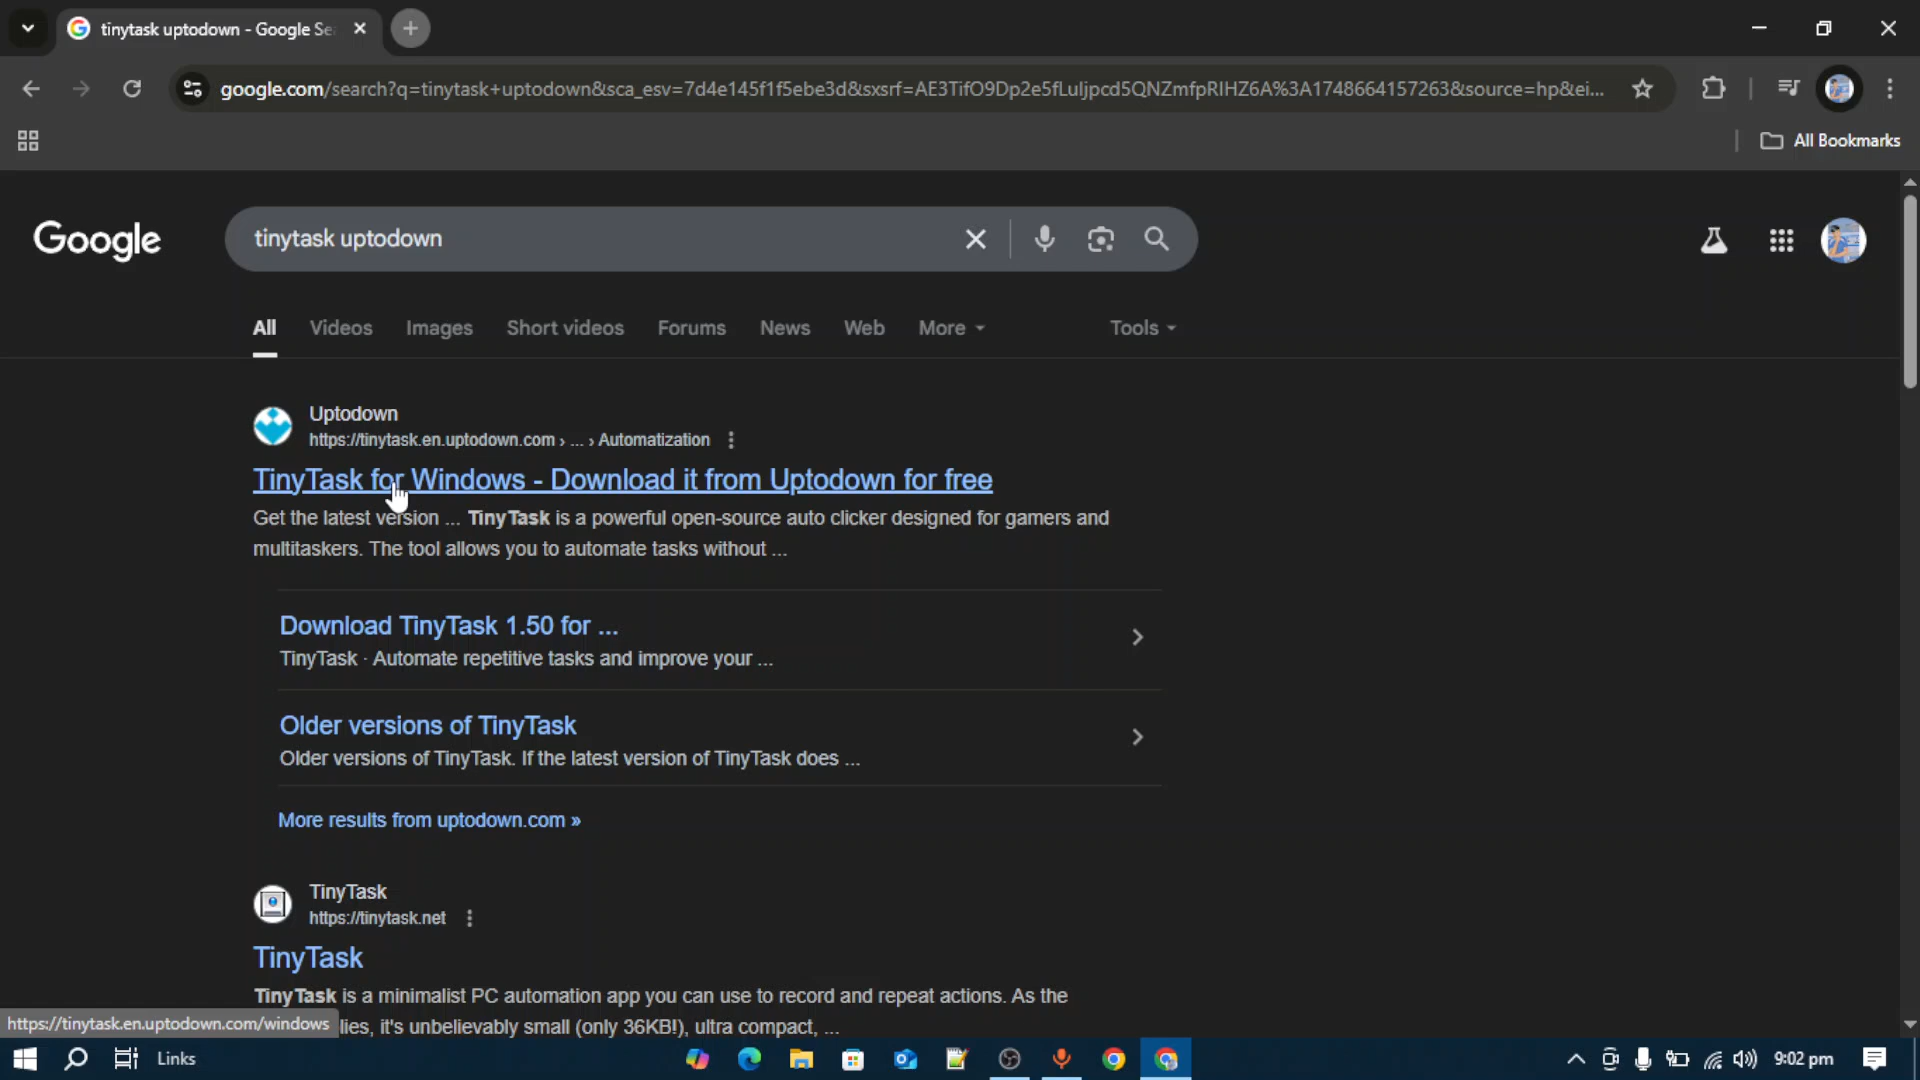 tinytask uptodown - Google Se
google.com/search?q=tinytask+uptodown&sca_esv=7d4e145f1f5ebe3d&sxsrf=AE3TifO9Dp2e5fLuljpcd5QNZmfpRIHZ6A%3A1748664157263&source=hp&ei...
All Bookmarks
Google
tinytask uptodown
All
Videos
Images
Short videos
Forums
News
Web
More
Tools
Uptodown
https://tinytask.en.uptodown.com › ... › Automatization
TinyTask for Windows - Download it from Uptodown for free
Get the latest version ... TinyTask is a powerful open-source auto clicker designed for gamers and
multitaskers. The tool allows you to automate tasks without ...
Download TinyTask 1.50 for ...
TinyTask · Automate repetitive tasks and improve your ...
Older versions of TinyTask
Older versions of TinyTask. If the latest version of TinyTask does ...
More results from uptodown.com »
TinyTask
https://tinytask.net
TinyTask
TinyTask is a minimalist PC automation app you can use to record and repeat actions. As the
lies, it's unbelievably small (only 36KB!), ultra compact, ...
https://tinytask.en.uptodown.com/windows
Links
9:02 pm